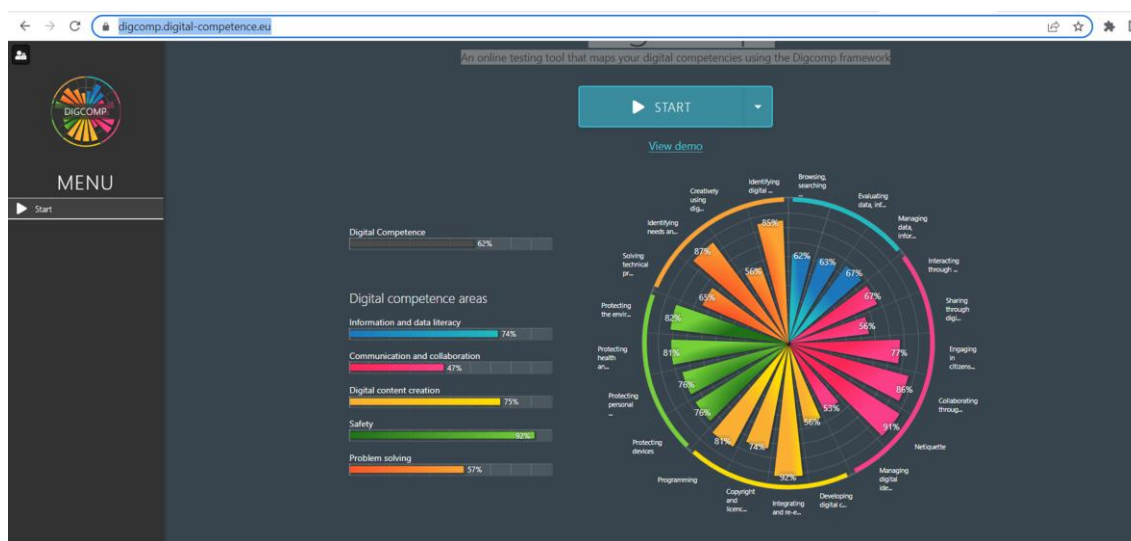 digcomp.digital-competence.eu
An online testing tool that maps your digital competencies using the Digcomp framework
DIGCOMP
START
View demo
MENU
Start
Digital Competence
62%
Digital competence areas
Information and data literacy
74%
Communication and collaboration
47%
Digital content creation
75%
Safety
92%
Problem solving
57%
Browsing,
searching
...
Evaluating
data, inf...
Managing
data,
infor...
Interacting
through ...
Sharing
through
digi...
Engaging
in
citizens...
Collaborating
throug...
Netiquette
Managing
digital
ide...
Developing
digital c...
Integrating
and re-e...
Copyright
and
licenc...
Programming
Protecting
devices
Protecting
personal
...
Protecting
health
an...
Protecting
the envir...
Solving
technical
pr...
Identifying
needs an...
Creatively
using
dig...
Identifying
digital ...
62%
63%
67%
67%
56%
77%
86%
91%
53%
56%
92%
74%
81%
76%
76%
81%
82%
65%
87%
56%
85%